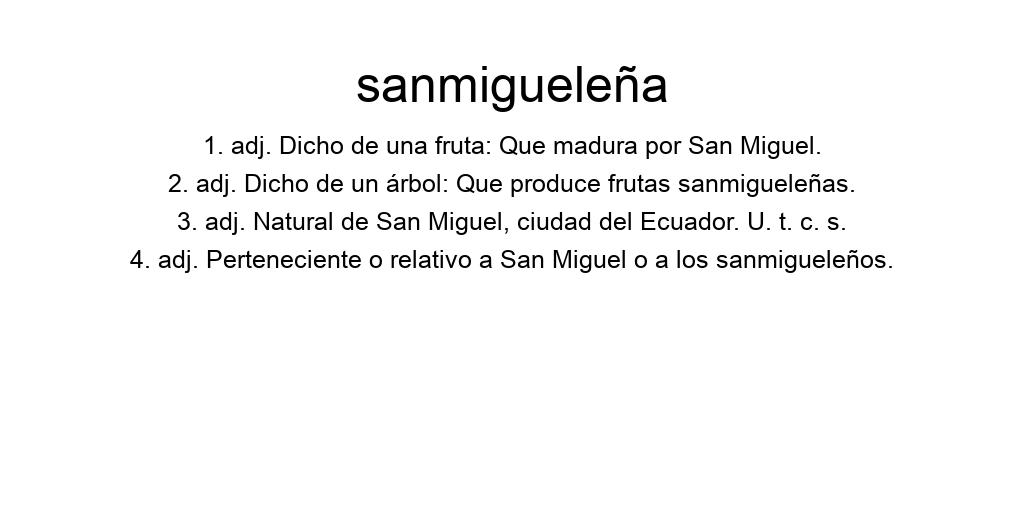 sanmigueleña
1. adj. Dicho de una fruta: Que madura por San Miguel.
2. adj. Dicho de un árbol: Que produce frutas sanmigueleñas.
3. adj. Natural de San Miguel, ciudad del Ecuador. U. t. c. s.
4. adj. Perteneciente o relativo a San Miguel o a los sanmigueleños.